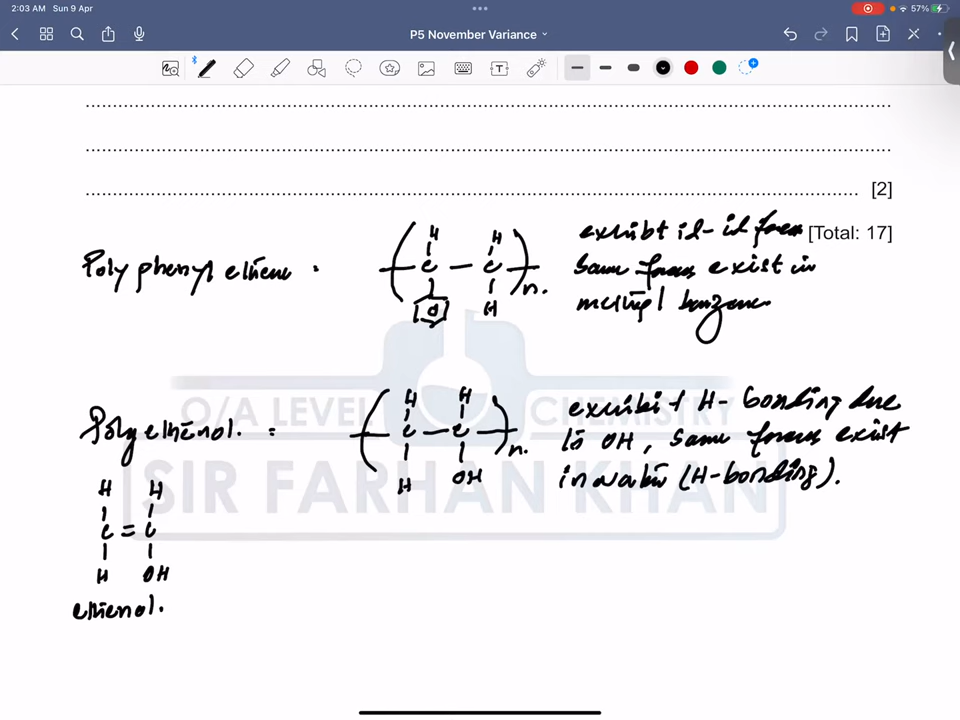 2:03 AM Sun 9 Apr
57%
P5 November Variance
[2]
[Total: 17]
Polyphenyl ethene =
H H
C — C
H
n.
exhibit id-id forces
same forces exist in
methyl benzene
O/A LEVEL CHEMISTRY
SIR FARHAN KHAN
Polyethenol. =
H H
C — C
H OH
n.
exhibit H-bonding due
to OH, same forces exist
in water (H-bonding).
H H
C = C
H OH
ethenol.